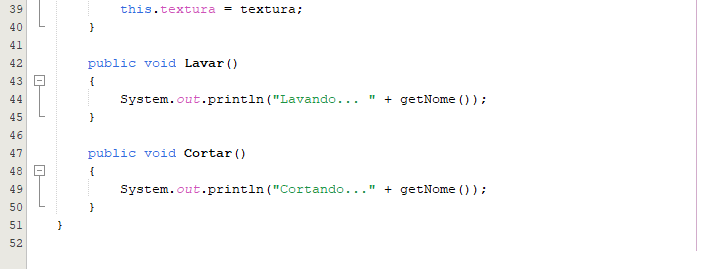 39 this.textura = textura;
40 }
41
42 public void Lavar()
43 {
44 System.out.println("Lavando... " + getNome());
45 }
46
47 public void Cortar()
48 {
49 System.out.println("Cortando..." + getNome());
50 }
51 }
52